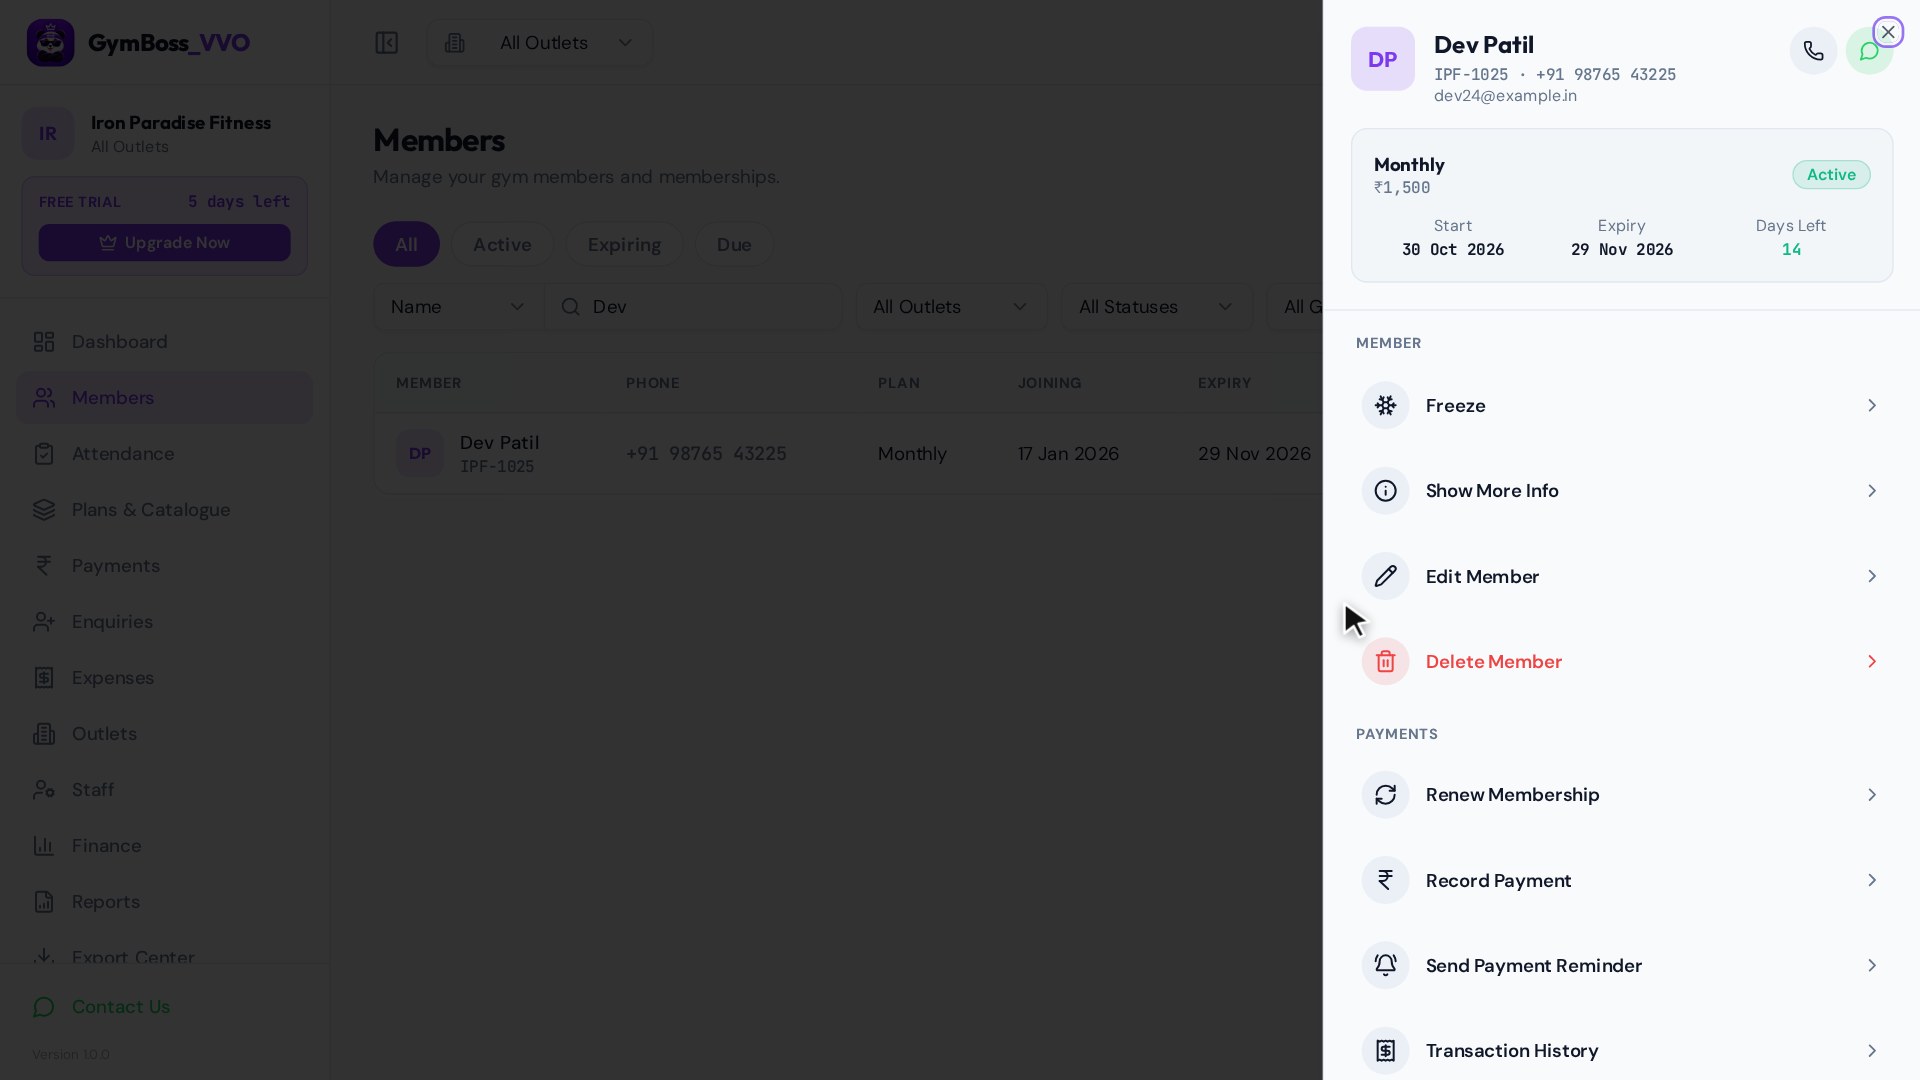 GymBoss_VVO
All Outlets
IR
Iron Paradise Fitness
All Outlets
FREE TRIAL
5 days left
Upgrade Now
Dashboard
Members
Attendance
Plans & Catalogue
Payments
Enquiries
Expenses
Outlets
Staff
Finance
Reports
Export Center
Contact Us
Version 1.0.0
Members
Manage your gym members and memberships.
All
Active
Expiring
Due
Name
Dev
All Outlets
All Statuses
All G
MEMBER
PHONE
PLAN
JOINING
EXPIRY
DP
Dev Patil
IPF-1025
+91 98765 43225
Monthly
17 Jan 2026
29 Nov 2026
DP
Dev Patil
IPF-1025 · +91 98765 43225
dev24@example.in
Monthly
₹1,500
Active
Start
30 Oct 2026
Expiry
29 Nov 2026
Days Left
14
MEMBER
Freeze
Show More Info
Edit Member
Delete Member
PAYMENTS
Renew Membership
Record Payment
Send Payment Reminder
Transaction History